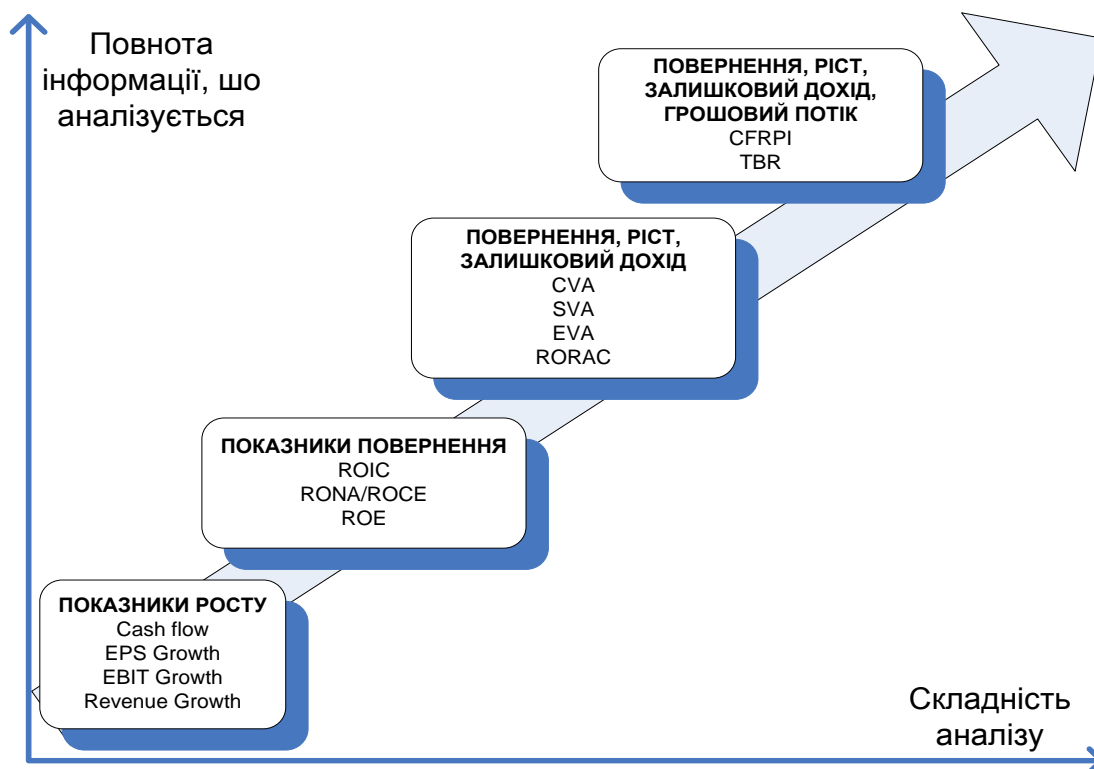 Повнота
інформації, шо
аналізується
ПОВЕРНЕННЯ, РІСТ,
ЗАЛИШКОВИЙ ДОХІД,
ГРОШОВИЙ ПОТІК
CFRPI
TBR
ПОВЕРНЕННЯ, РІСТ,
ЗАЛИШКОВИЙ ДОХІД
CVA
SVA
EVA
RORAC
ПОКАЗНИКИ ПОВЕРНЕННЯ
ROIC
RONA/ROCE
ROE
ПОКАЗНИКИ РОСТУ
Cash flow
EPS Growth
EBIT Growth
Revenue Growth
Складність
аналізу